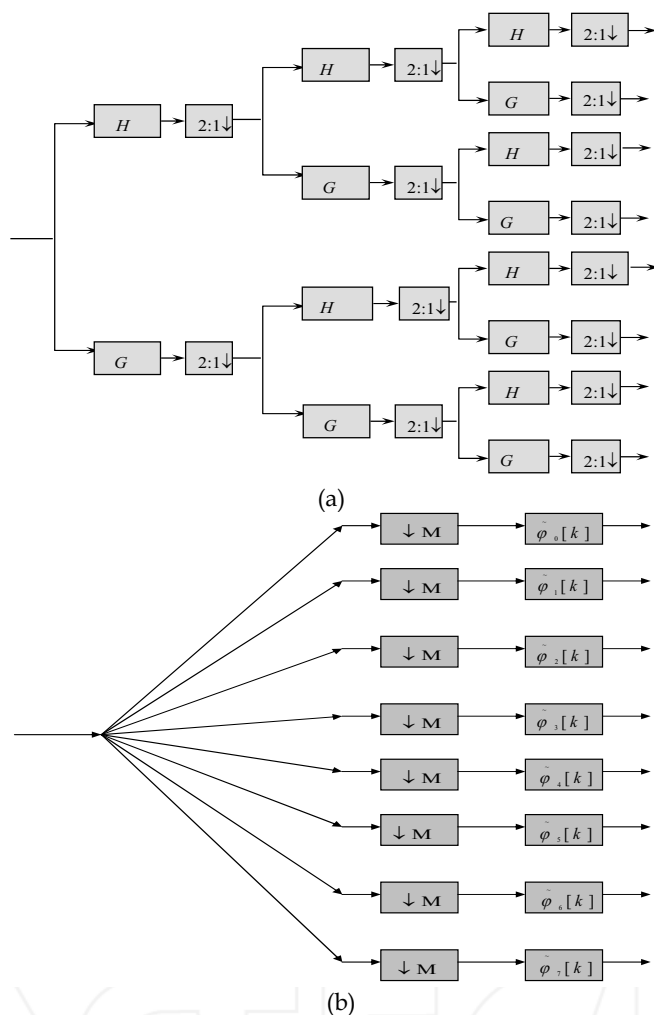 H 2:1↓
H 2:1↓
G 2:1↓
H 2:1↓
H 2:1↓
G 2:1↓
G 2:1↓
H 2:1↓
H 2:1↓
G 2:1↓
G 2:1↓
H 2:1↓
G 2:1↓
G 2:1↓
(a)
↓ M φ̃₀[k]
↓ M φ̃₁[k]
↓ M φ̃₂[k]
↓ M φ̃₃[k]
↓ M φ̃₄[k]
↓ M φ̃₅[k]
↓ M φ̃₆[k]
↓ M φ̃₇[k]
(b)